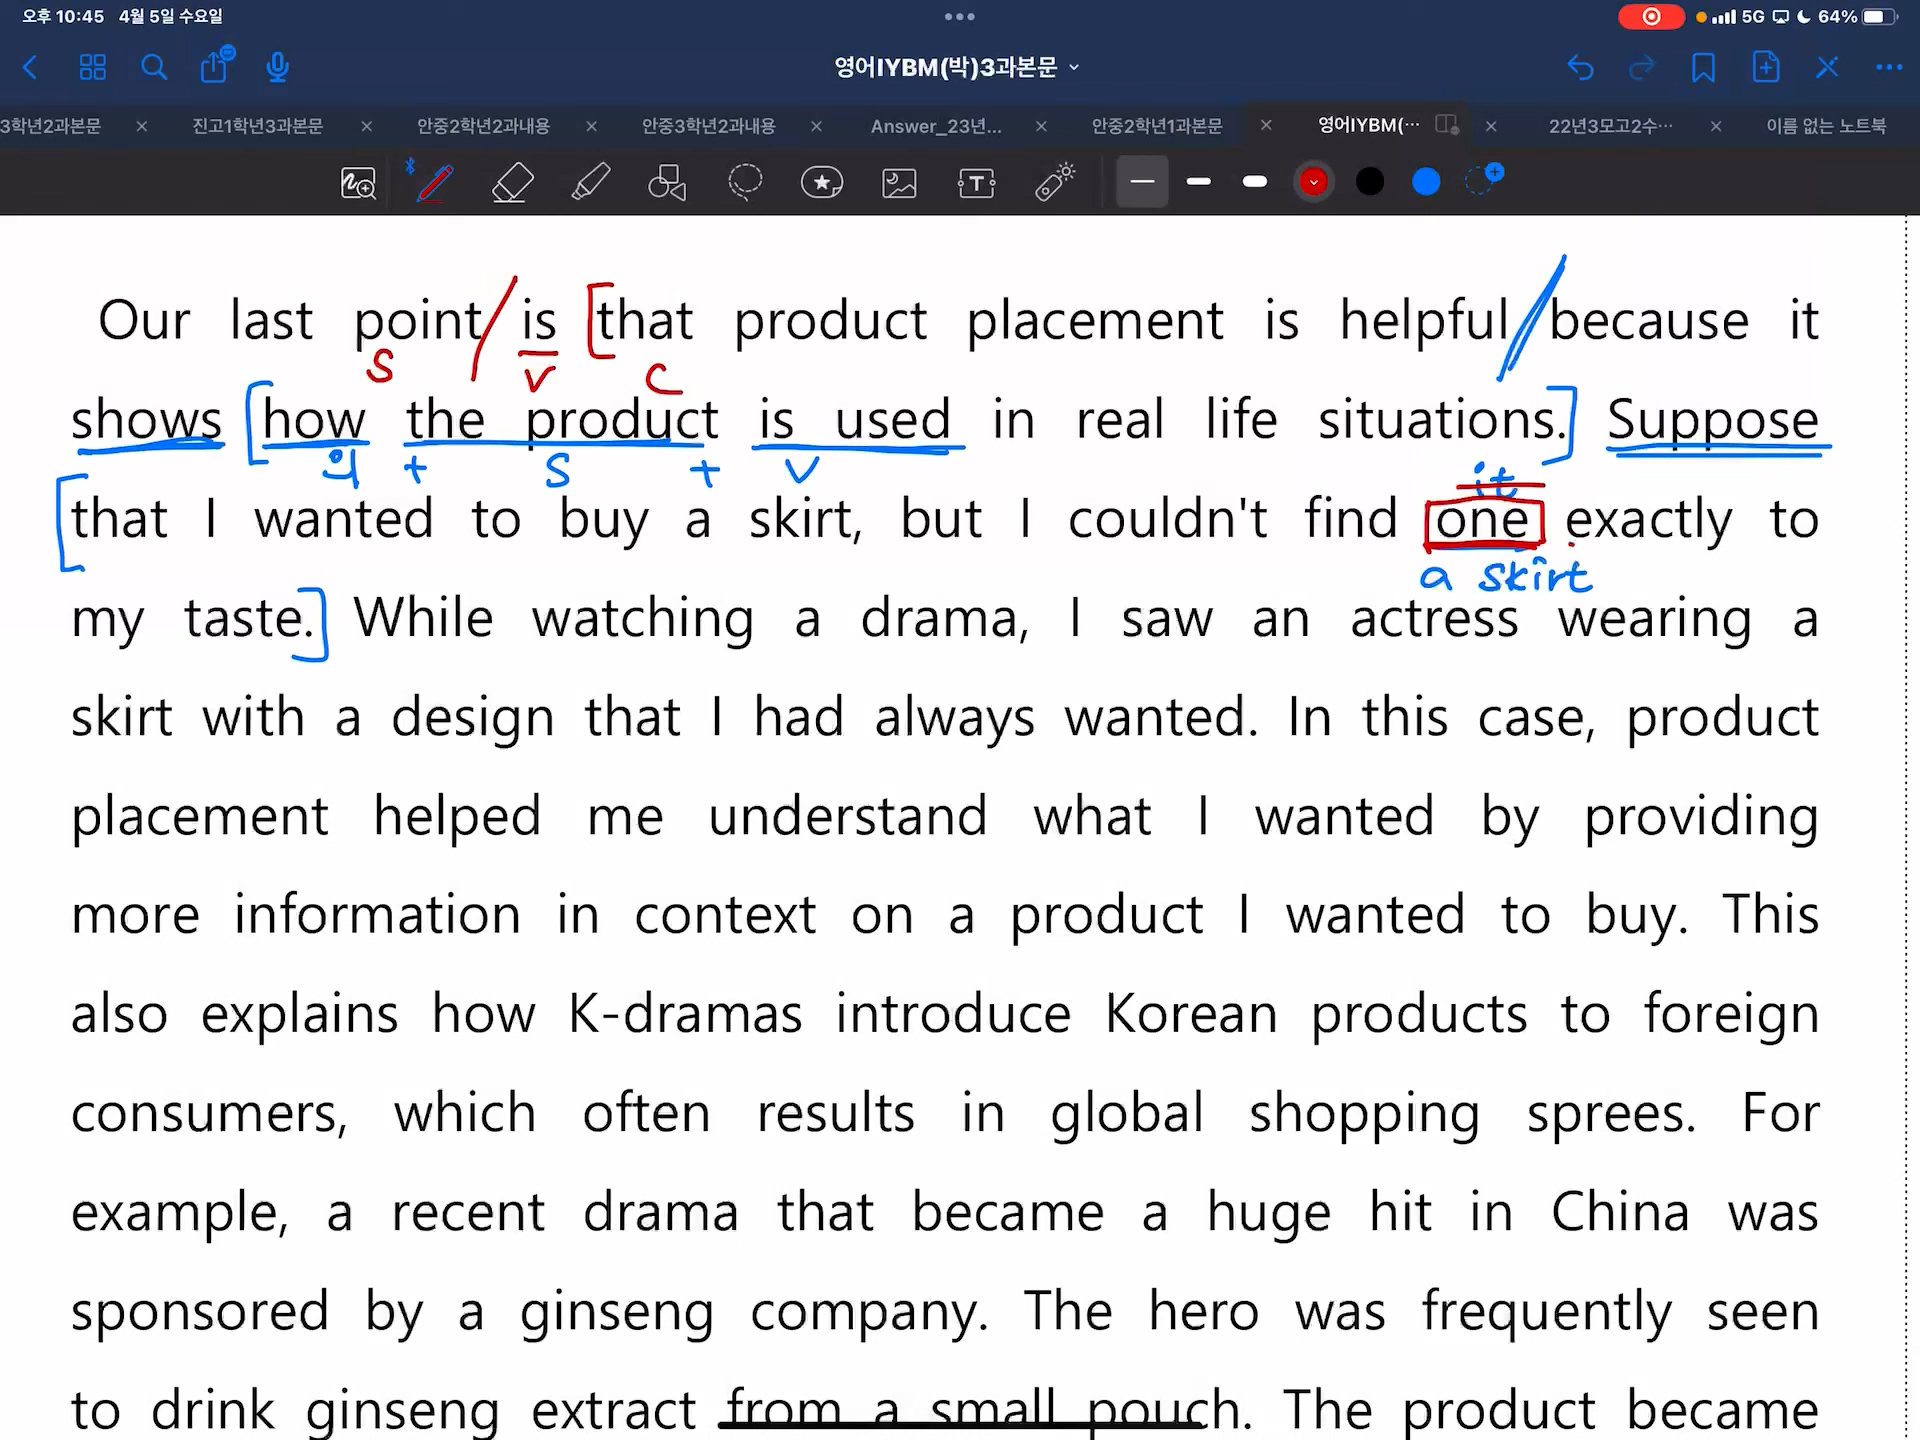 오후 10:45 4월 5일 수요일 5G 64%
영어IYBM(박)3과본문
3학년2과본문 진고1학년3과본문 안중2학년2과내용 안중3학년2과내용 Answer_23년... 안중2학년1과본문 영어IYBM(... 22년3모고2수... 이름 없는 노트북
T
Our last point is [that product placement is helpful because it
S V C
shows [how the product is used in real life situations.] Suppose
의 + S + V it
[that I wanted to buy a skirt, but I couldn't find one exactly to
a skirt
my taste.] While watching a drama, I saw an actress wearing a
skirt with a design that I had always wanted. In this case, product
placement helped me understand what I wanted by providing
more information in context on a product I wanted to buy. This
also explains how K-dramas introduce Korean products to foreign
consumers, which often results in global shopping sprees. For
example, a recent drama that became a huge hit in China was
sponsored by a ginseng company. The hero was frequently seen
to drink ginseng extract from a small pouch. The product became